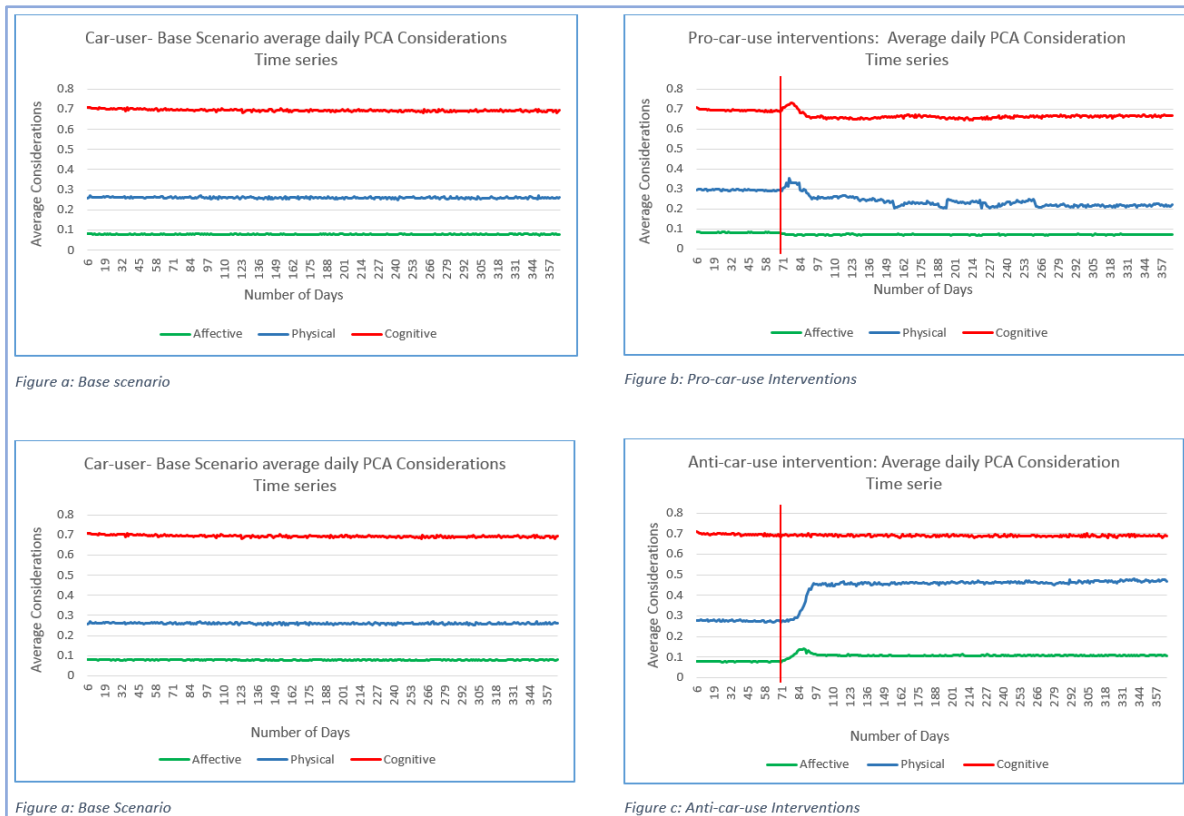 Car-user- Base Scenario average daily PCA Considerations
Time series
Average Considerations
0.8
0.7
0.6
0.5
0.4
0.3
0.2
0.1
0
6 19 32 45 58 71 84 97 110 123 136 149 162 175 188 201 214 227 240 253 266 279 292 305 318 331 344 357
Number of Days
Affective Physical Cognitive
Figure a: Base scenario
Pro-car-use interventions: Average daily PCA Consideration
Time series
Average Considerations
0.8
0.7
0.6
0.5
0.4
0.3
0.2
0.1
0
6 19 32 45 58 71 84 97 110 123 136 149 162 175 188 201 214 227 240 253 266 279 292 305 318 331 344 357
Number of Days
Affective Physical Cognitive
Figure b: Pro-car-use Interventions
Car-user- Base Scenario average daily PCA Considerations
Time series
Average Considerations
0.8
0.7
0.6
0.5
0.4
0.3
0.2
0.1
0
6 19 32 45 58 71 84 97 110 123 136 149 162 175 188 201 214 227 240 253 266 279 292 305 318 331 344 357
Number of Days
Affective Physical Cognitive
Figure a: Base Scenario
Anti-car-use intervention: Average daily PCA Consideration
Time serie
Average Considerations
0.8
0.7
0.6
0.5
0.4
0.3
0.2
0.1
0
6 19 32 45 58 71 84 97 110 123 136 149 162 175 188 201 214 227 240 253 266 279 292 305 318 331 344 357
Number of Days
Affective Physical Cognitive
Figure c: Anti-car-use Interventions